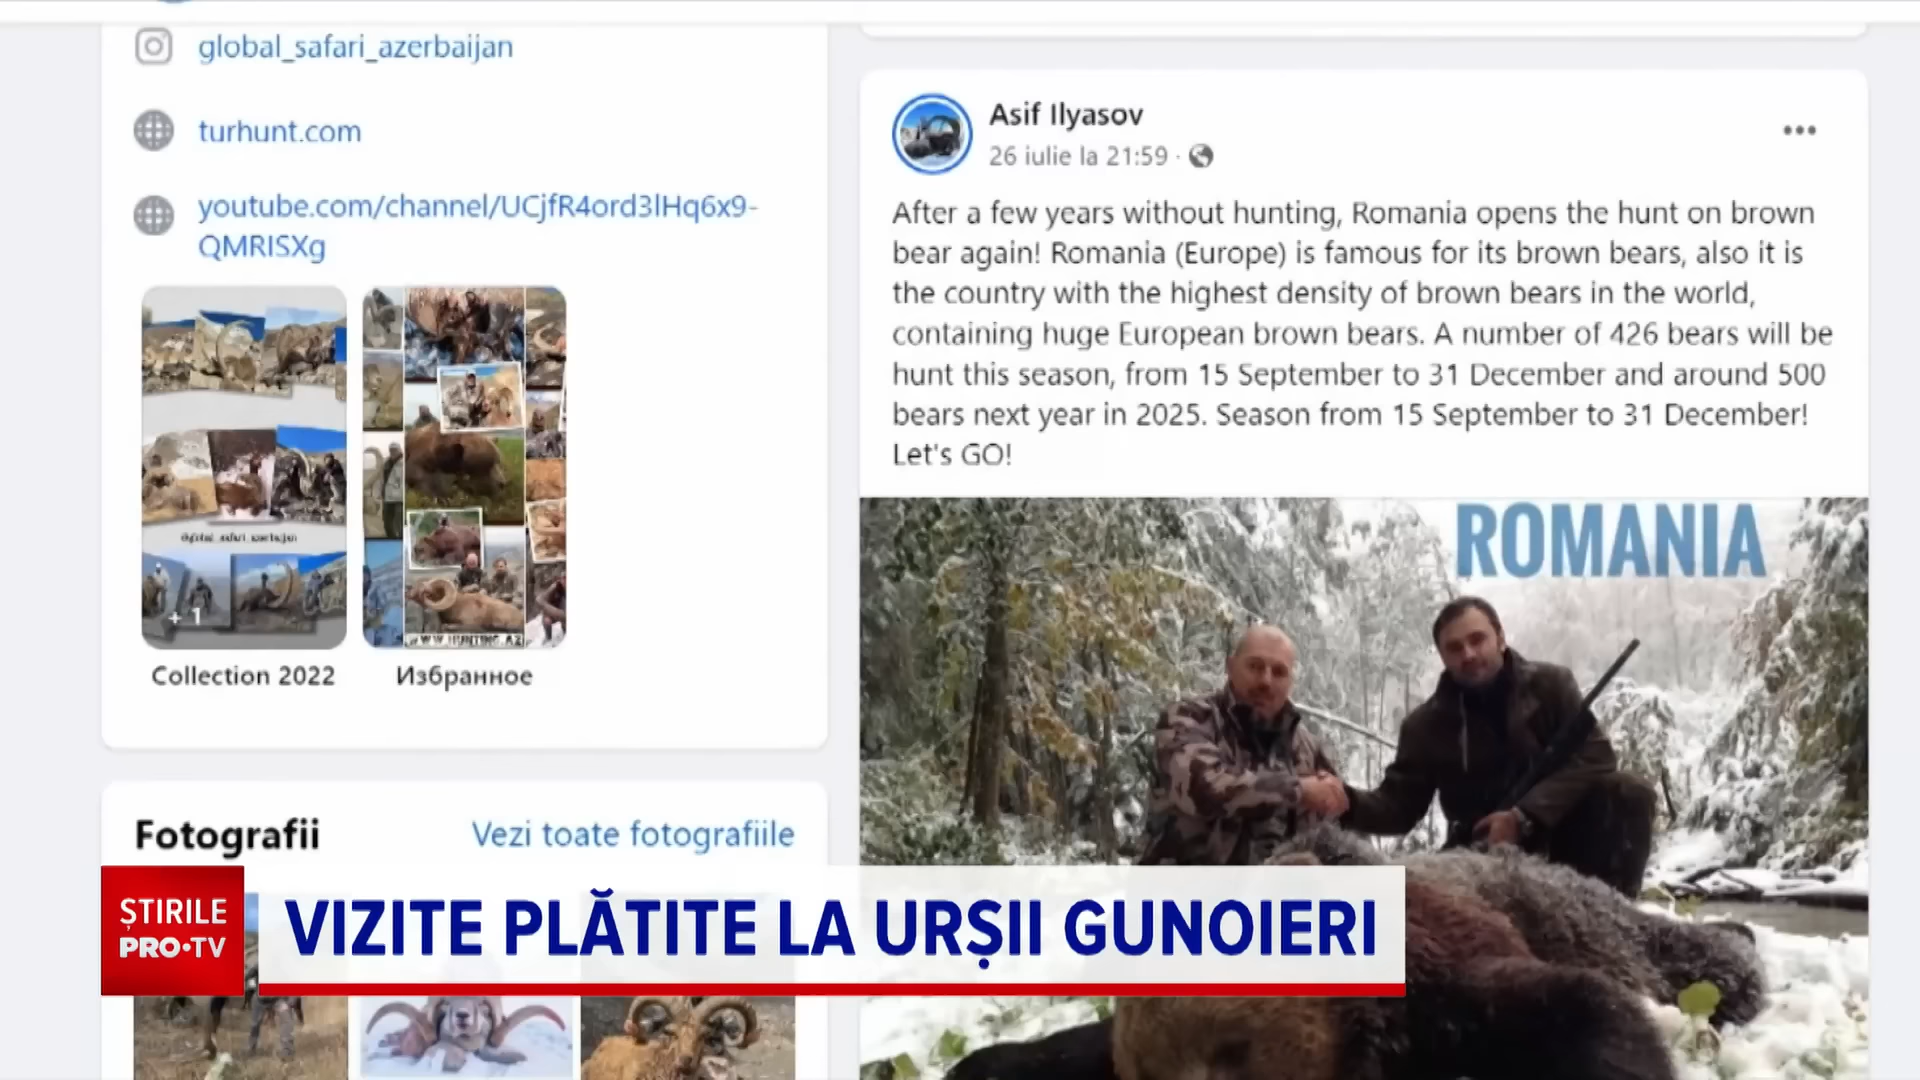 global_safari_azerbaijan
turhunt.com
youtube.com/channel/UCjfR4ord3lHq6x9-
QMRISXg
@global_safari_azerbaijan
+1
WWW.HUNTING.AZ
Collection 2022
Избранное
Fotografii
Vezi toate fotografiile
Asif Ilyasov
26 iulie la 21:59 ·
After a few years without hunting, Romania opens the hunt on brown
bear again! Romania (Europe) is famous for its brown bears, also it is
the country with the highest density of brown bears in the world,
containing huge European brown bears. A number of 426 bears will be
hunt this season, from 15 September to 31 December and around 500
bears next year in 2025. Season from 15 September to 31 December!
Let's GO!
ROMANIA
ȘTIRILE
PRO•TV
VIZITE PLĂTITE LA URȘII GUNOIERI